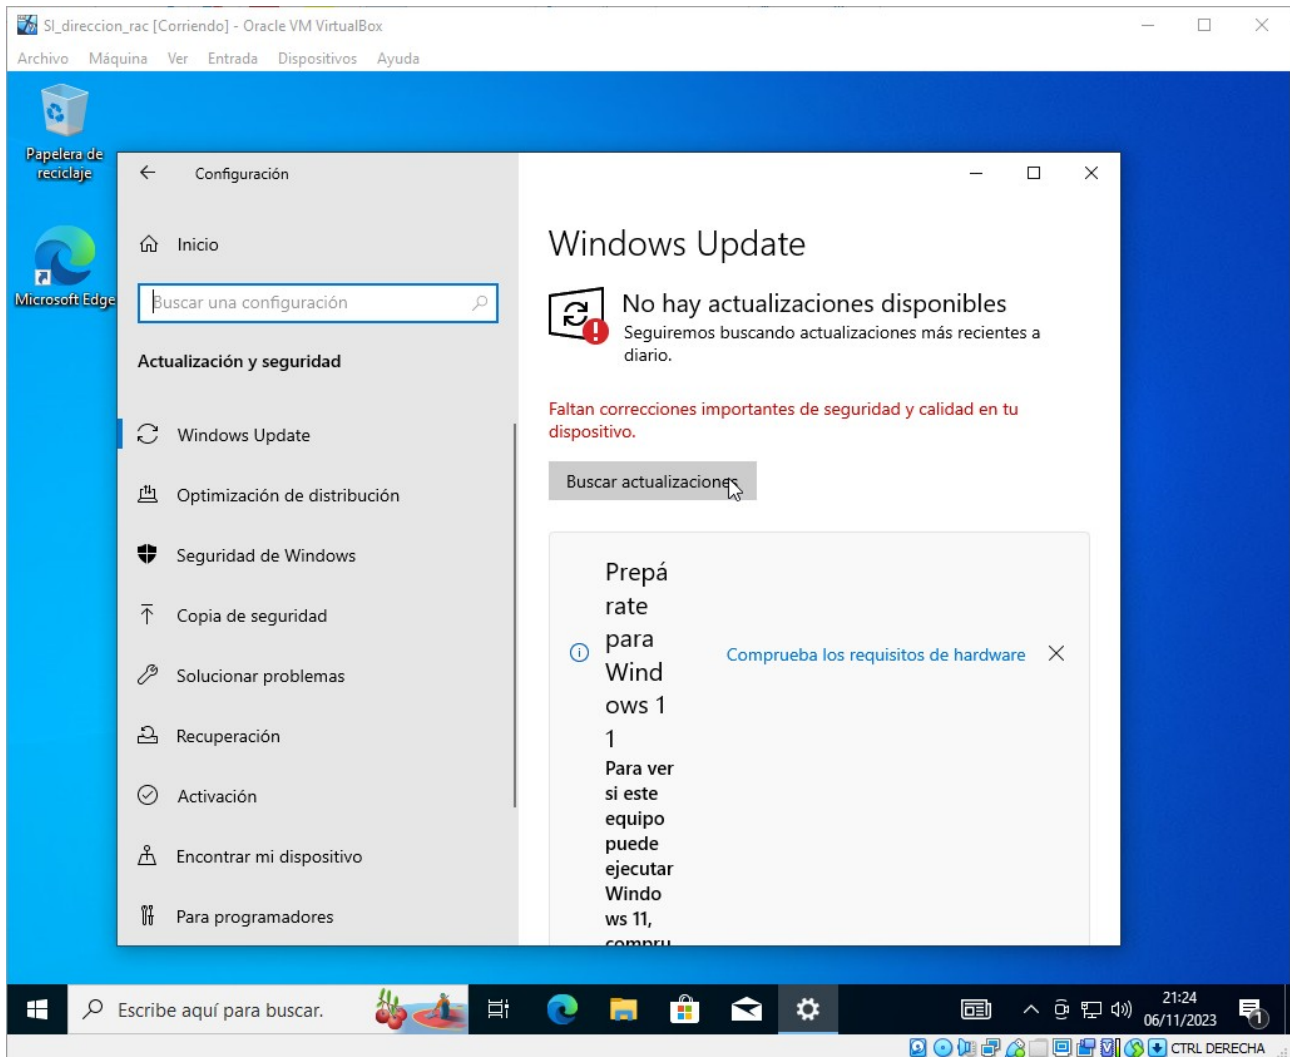 SI_direccion_rac [Corriendo] - Oracle VM VirtualBox
Archivo Máquina Ver Entrada Dispositivos Ayuda
Papelera de
reciclaje
Microsoft Edge
Configuración
Inicio
Buscar una configuración
Actualización y seguridad
Windows Update
Optimización de distribución
Seguridad de Windows
Copia de seguridad
Solucionar problemas
Recuperación
Activación
Encontrar mi dispositivo
Para programadores
Windows Update
No hay actualizaciones disponibles
Seguiremos buscando actualizaciones más recientes a
diario.
Faltan correcciones importantes de seguridad y calidad en tu
dispositivo.
Buscar actualizaciones
Prepá
rate
para
Wind
ows 1
1
Para ver
si este
equipo
puede
ejecutar
Windo
ws 11,
compru
Comprueba los requisitos de hardware
Escribe aquí para buscar.
21:24
06/11/2023
1
CTRL DERECHA